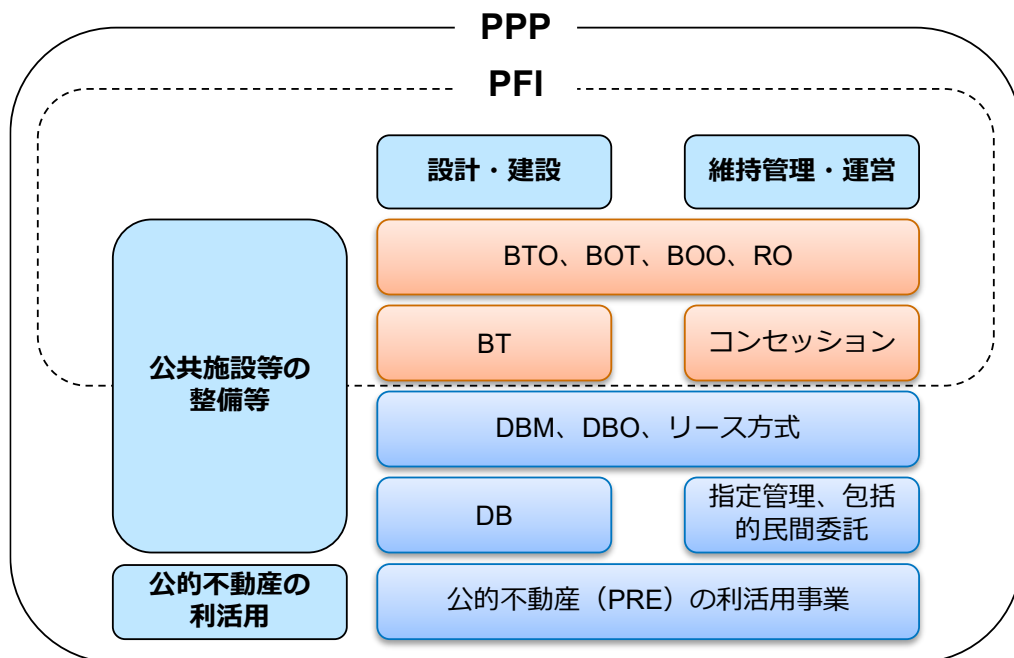 PPP
PFI
設計・建設
維持管理・運営
公共施設等の
整備等
BTO、BOT、BOO、RO
BT
コンセッション
DBM、DBO、リース方式
DB
指定管理、包括
的民間委託
公的不動産の
利活用
公的不動産（PRE）の利活用事業